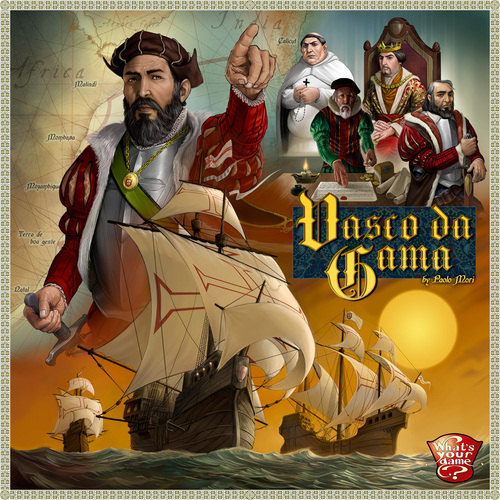 Africa
India
Calicut
Malindi
Mombasa
Moçambique
Terra de
boa gente
Natal
Vasco da
Gama
by Paolo Mori
What's
your
game
?